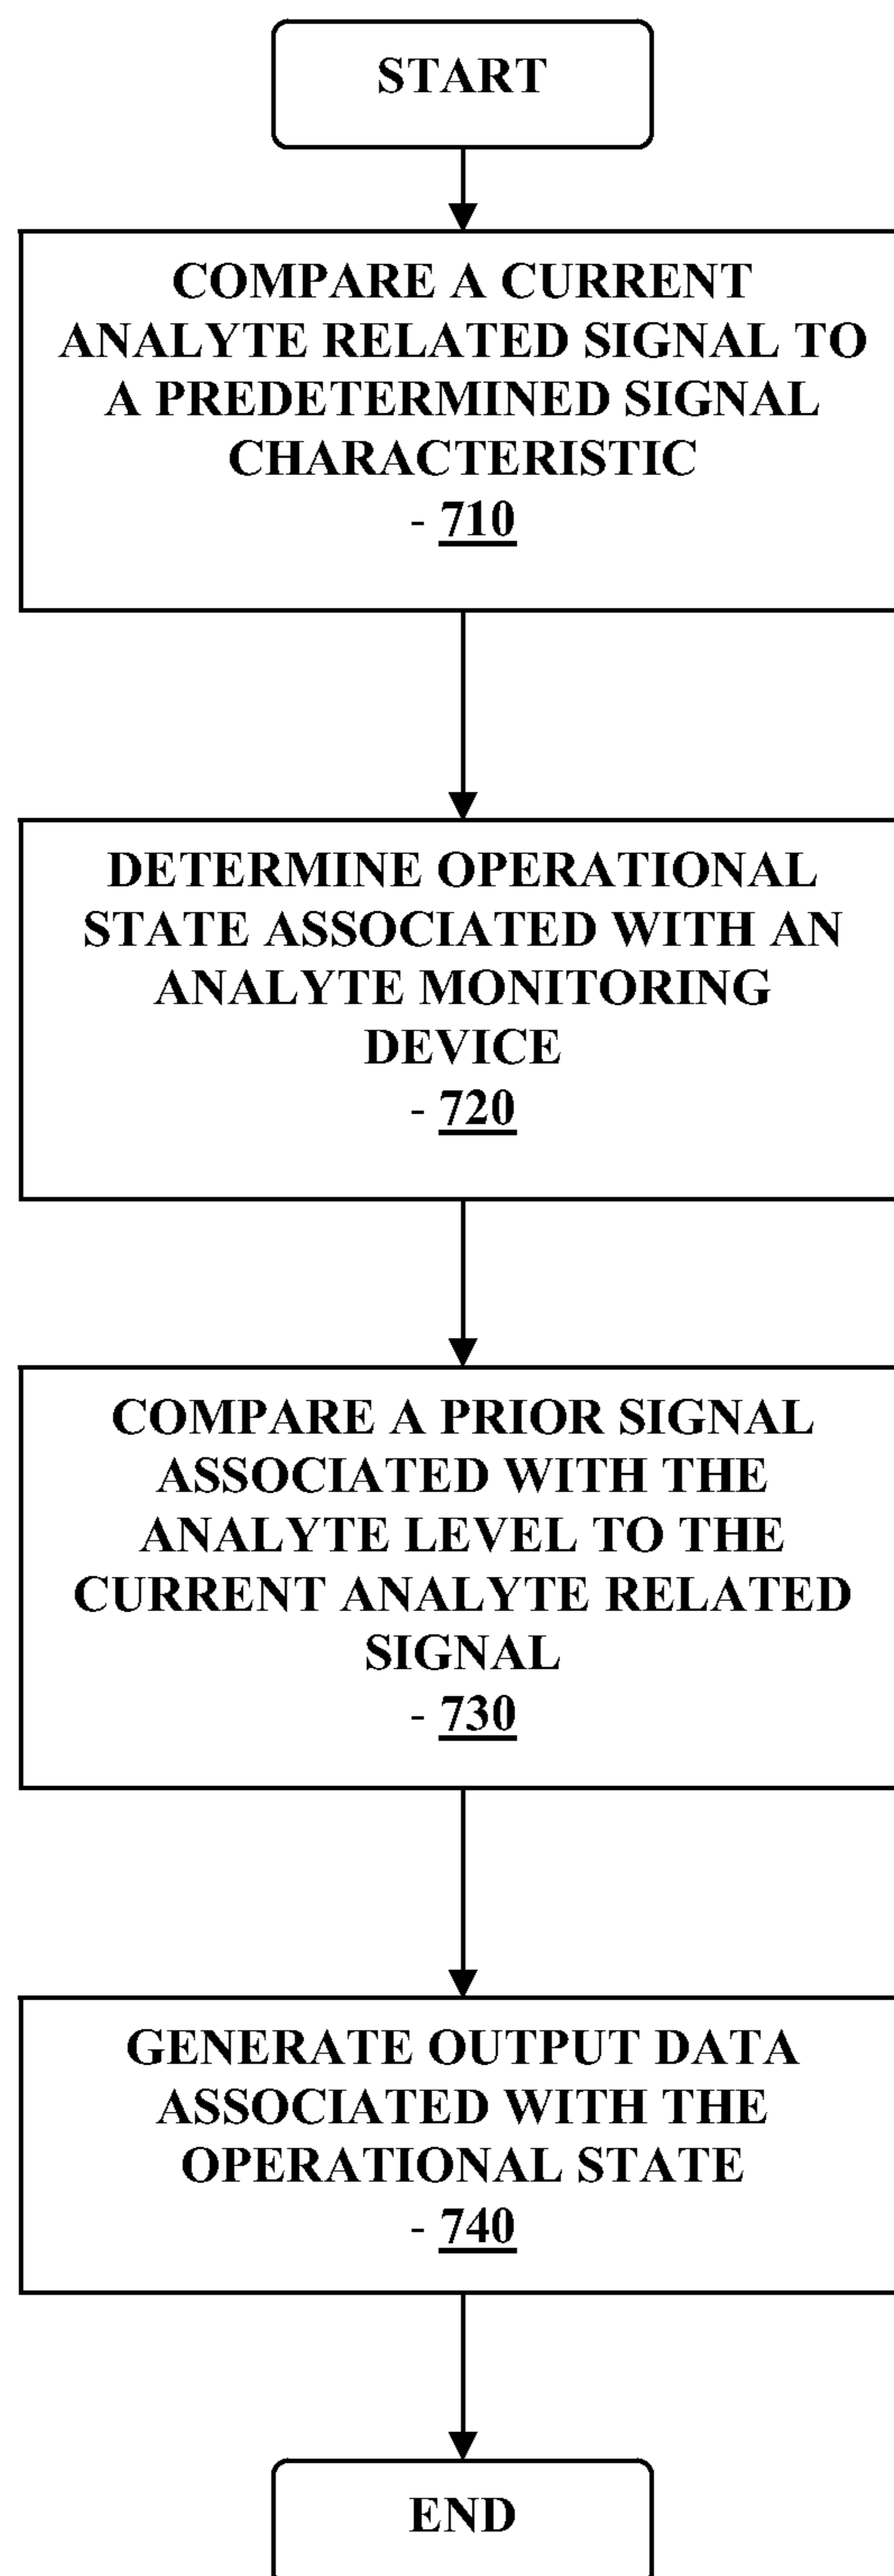 START
COMPARE A CURRENT
ANALYTE RELATED SIGNAL TO
A PREDETERMINED SIGNAL
CHARACTERISTIC
- 710
DETERMINE OPERATIONAL
STATE ASSOCIATED WITH AN
ANALYTE MONITORING
DEVICE
- 720
COMPARE A PRIOR SIGNAL
ASSOCIATED WITH THE
ANALYTE LEVEL TO THE
CURRENT ANALYTE RELATED
SIGNAL
- 730
GENERATE OUTPUT DATA
ASSOCIATED WITH THE
OPERATIONAL STATE
- 740
END